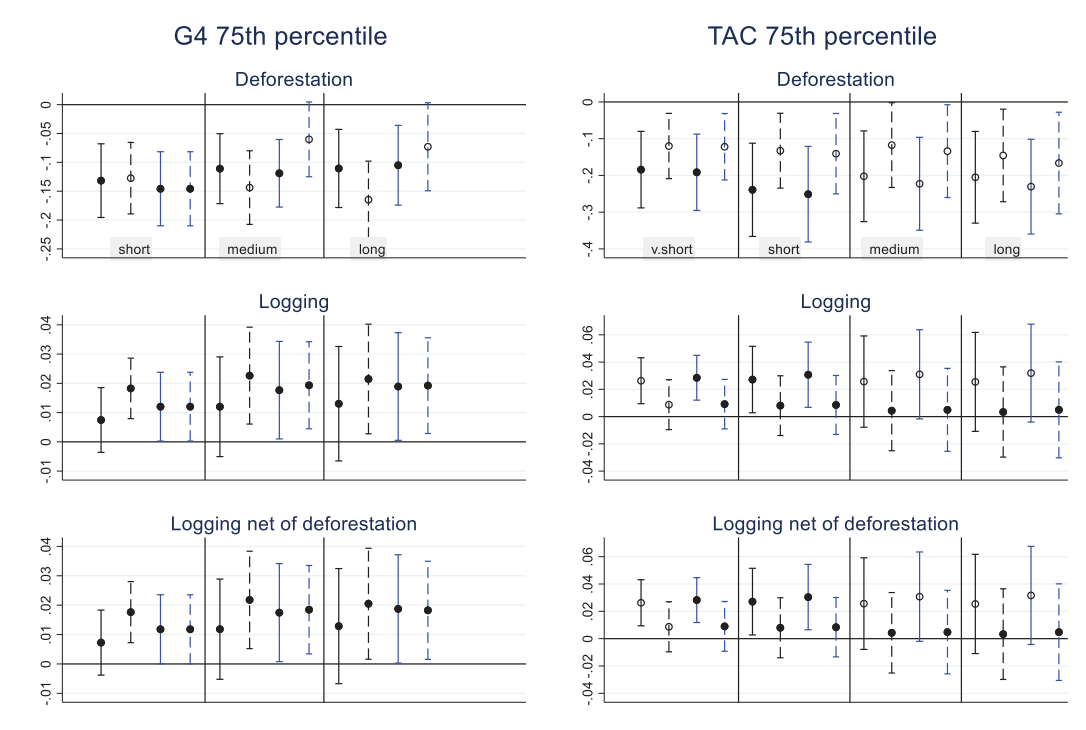 G4 75th percentile
TAC 75th percentile
Deforestation
0
-.05
-.1
-.15
-.2
-.25
short
medium
long
Deforestation
0
-.1
-.2
-.3
-.4
v.short
short
medium
long
Logging
.04
.03
.02
.01
0
-.01
Logging
.06
.04
.02
0
-.02
-.04
Logging net of deforestation
.04
.03
.02
.01
0
-.01
Logging net of deforestation
.06
.04
.02
0
-.02
-.04